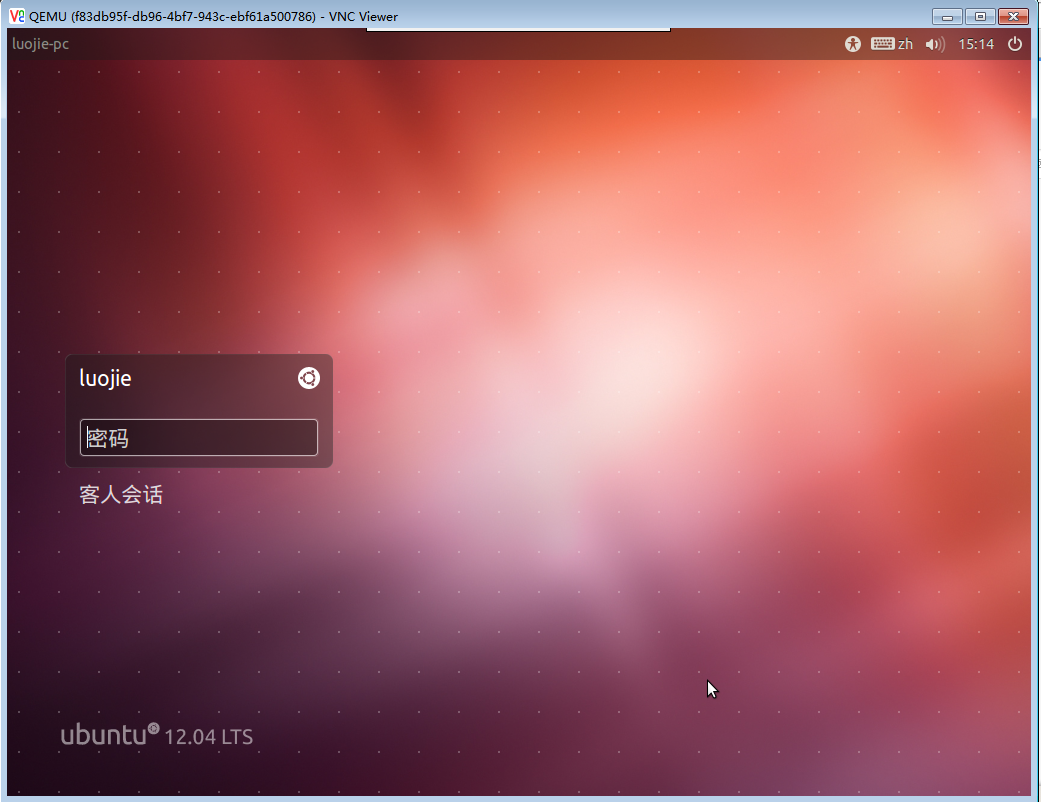 QEMU (f83db95f-db96-4bf7-943c-ebf61a500786) - VNC Viewer
luojie-pc zh 15:14
luojie
密码
客人会话
ubuntu 12.04 LTS